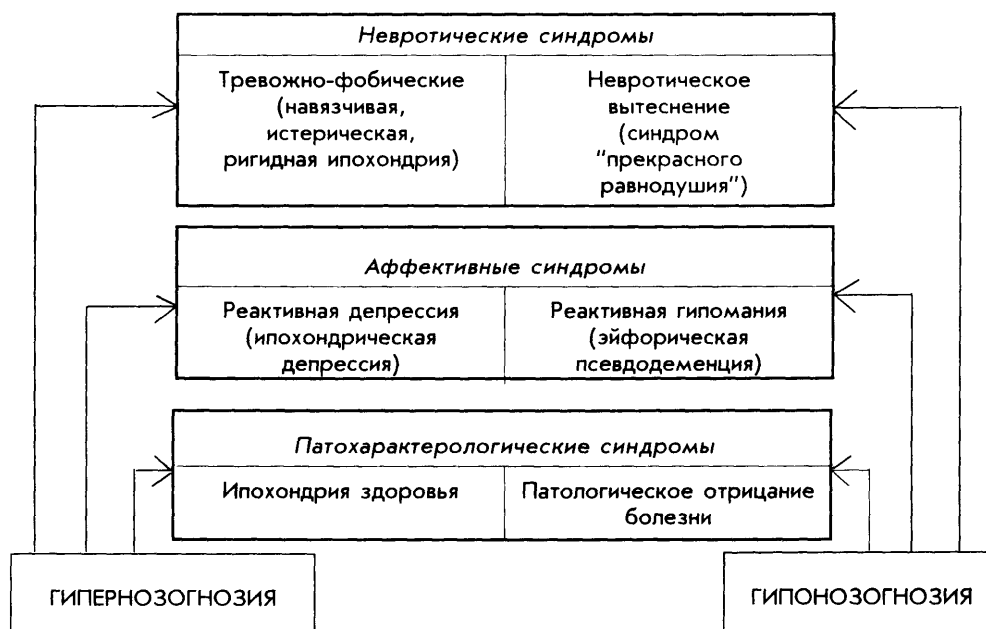 Невротические синдромы
Тревожно-фобические
(навязчивая,
истерическая,
ригидная ипохондрия)
Невротическое
вытеснение
(синдром
"прекрасного
равнодушия")
Аффективные синдромы
Реактивная депрессия
(ипохондрическая
депрессия)
Реактивная гипомания
(эйфорическая
псевдодеменция)
Патохарактерологические синдромы
Ипохондрия здоровья
Патологическое отрицание
болезни
ГИПЕРНОЗОГНОЗИЯ
ГИПОНОЗОГНОЗИЯ